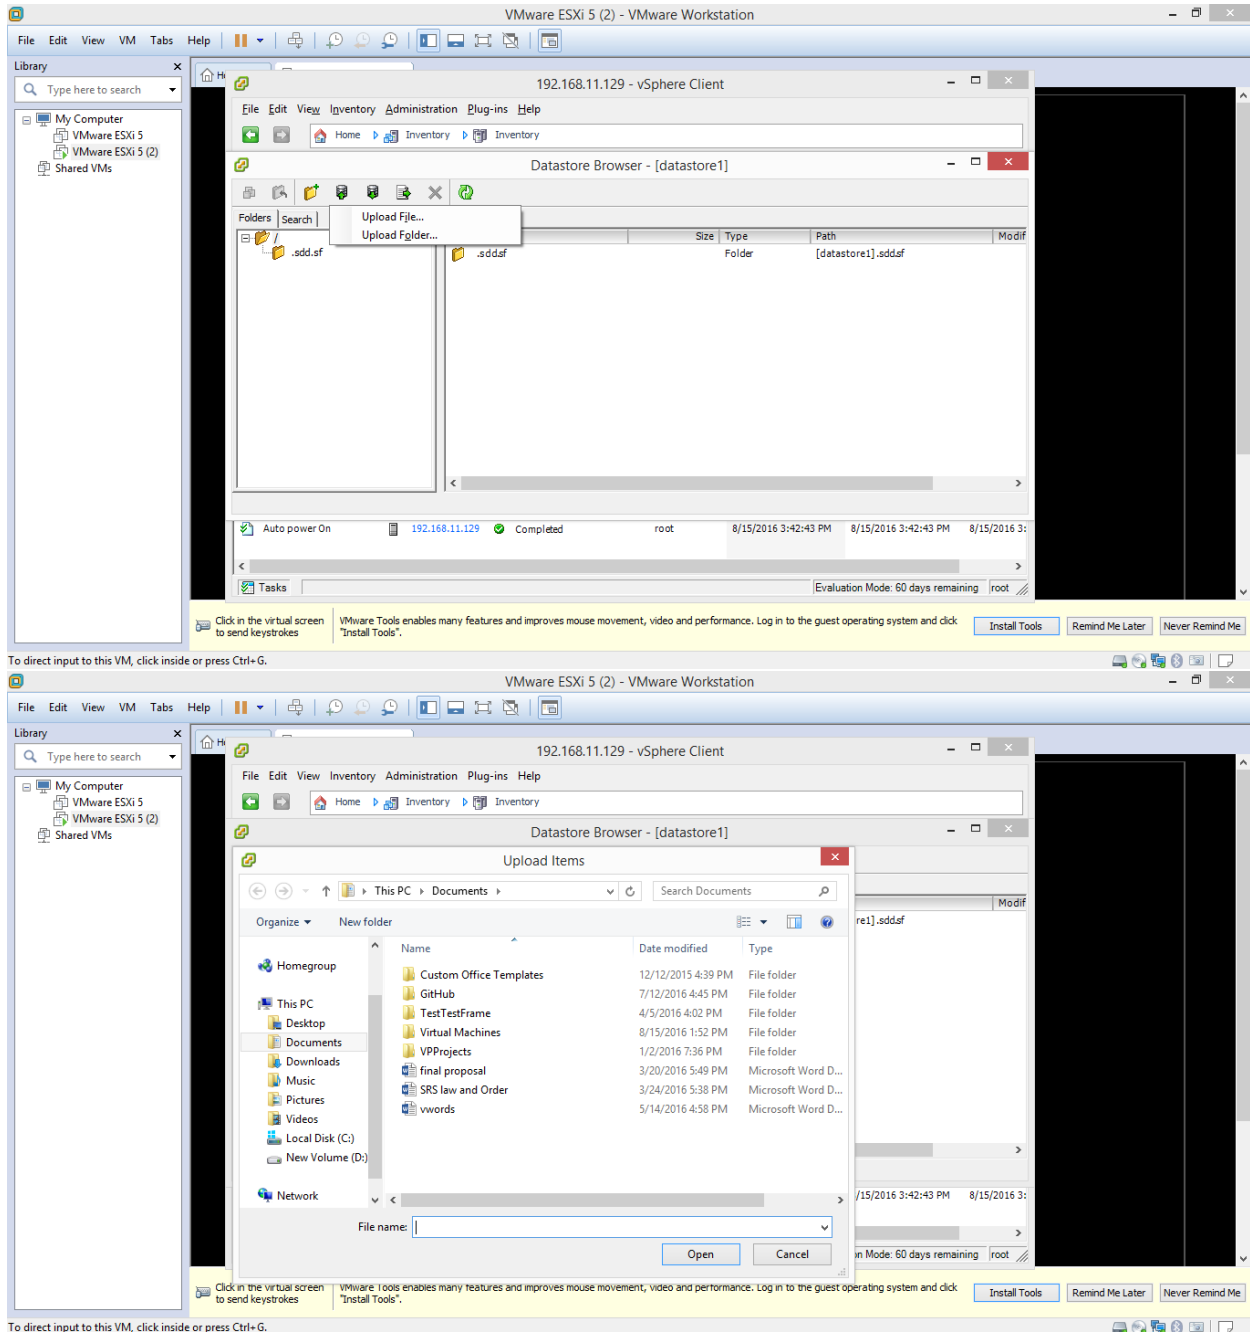 VMware ESXi 5 (2) - VMware Workstation
File Edit View VM Tabs Help
Library
Type here to search
My Computer
VMware ESXi 5
VMware ESXi 5 (2)
Shared VMs
192.168.11.129 - vSphere Client
File Edit View Inventory Administration Plug-ins Help
Home Inventory Inventory
Datastore Browser - [datastore1]
Folders Search
Upload File...
Upload Folder...
/
.sdd.sf
Size Type Path Modif
.sdd.sf Folder [datastore1] .sdd.sf
Auto power On 192.168.11.129 Completed root 8/15/2016 3:42:43 PM 8/15/2016 3:42:43 PM 8/15/2016 3:
Tasks Evaluation Mode: 60 days remaining root
Click in the virtual screen
to send keystrokes
VMware Tools enables many features and improves mouse movement, video and performance. Log in to the guest operating system and click
"Install Tools".
Install Tools Remind Me Later Never Remind Me
To direct input to this VM, click inside or press Ctrl+G.
VMware ESXi 5 (2) - VMware Workstation
File Edit View VM Tabs Help
Library
Type here to search
My Computer
VMware ESXi 5
VMware ESXi 5 (2)
Shared VMs
192.168.11.129 - vSphere Client
File Edit View Inventory Administration Plug-ins Help
Home Inventory Inventory
Datastore Browser - [datastore1]
Upload Items
This PC Documents
Search Documents
Organize New folder
Homegroup
This PC
Desktop
Documents
Downloads
Music
Pictures
Videos
Local Disk (C:)
New Volume (D:)
Network
Name Date modified Type
Custom Office Templates 12/12/2015 4:39 PM File folder
GitHub 7/12/2016 4:45 PM File folder
TestTestFrame 4/5/2016 4:02 PM File folder
Virtual Machines 8/15/2016 1:52 PM File folder
VPProjects 1/2/2016 7:36 PM File folder
final proposal 3/20/2016 5:49 PM Microsoft Word D...
SRS law and Order 3/24/2016 5:38 PM Microsoft Word D...
vwords 5/14/2016 4:58 PM Microsoft Word D...
File name:
Open Cancel
Modif
re1] .sdd.sf
/15/2016 3:42:43 PM 8/15/2016 3:
n Mode: 60 days remaining root
Click in the virtual screen
to send keystrokes
VMware Tools enables many features and improves mouse movement, video and performance. Log in to the guest operating system and click
"Install Tools".
Install Tools Remind Me Later Never Remind Me
To direct input to this VM, click inside or press Ctrl+G.